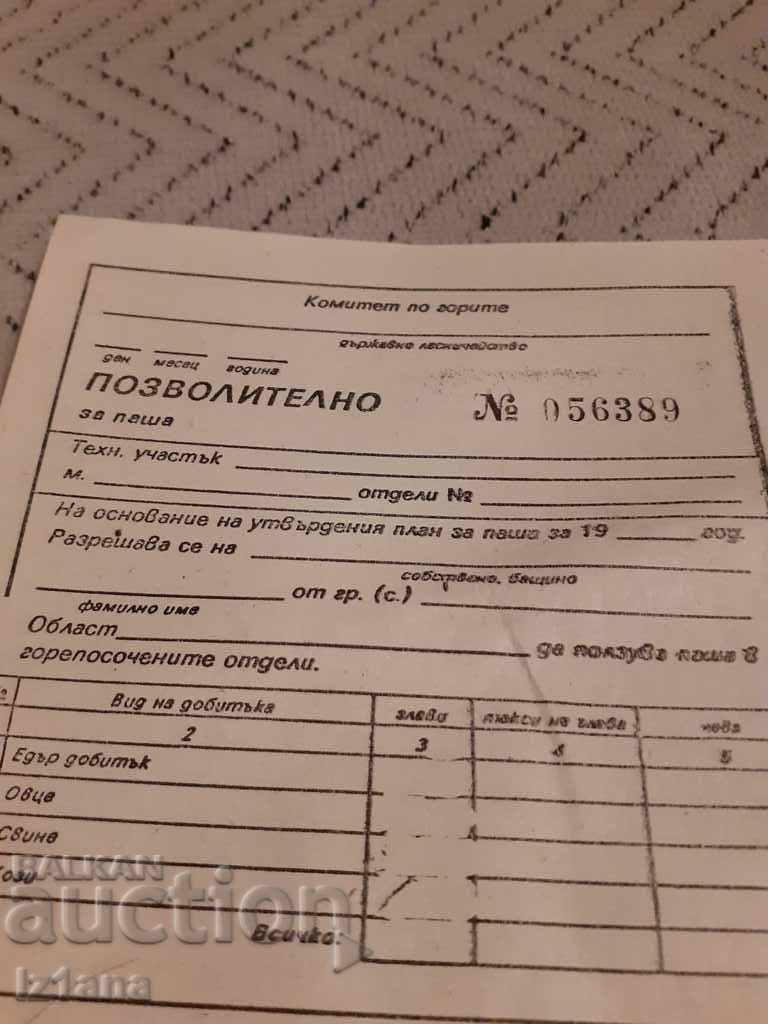 Комитет по горите
държавно лесничейство
ден месец година
ПОЗВОЛИТЕЛНО № 056389
за паша
Техн. участък
м. отдели №
На основание на утвърдения план за паша за 19 год.
Разрешава се на
собствено, бащино
от гр. (с.)
фамилно име
Област да ползува паша в
горепосочените отдели.
№ Вид на добитъка глави такси на глава лева
2 3 4 5
Едър добитък
Овце
Свине
Кози
Всичко:
BALKAN
auction
iz1ana